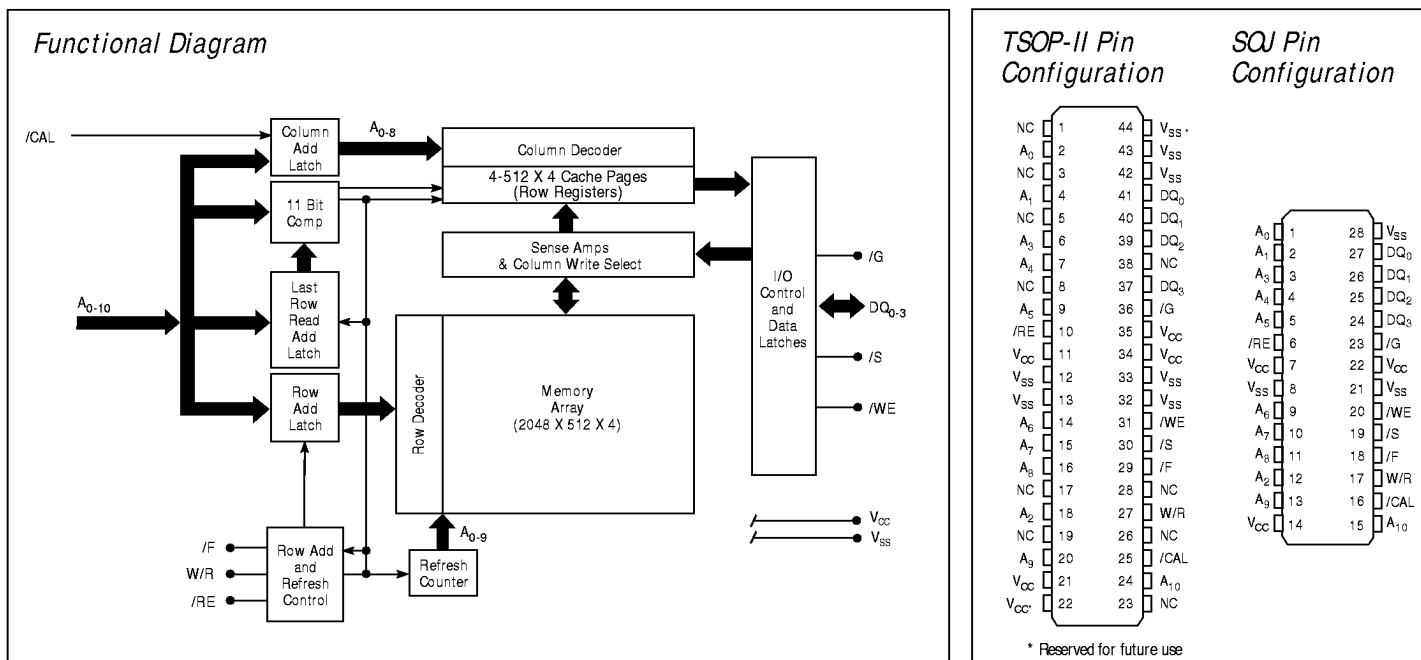 Functional Diagram
/CAL
Column
Add
Latch
A0-8
Column Decoder
4-512 X 4 Cache Pages
(Row Registers)
11 Bit
Comp
Sense Amps
& Column Write Select
I/O
Control
and
Data
Latches
/G
DQ0-3
/S
/WE
A0-10
Last
Row
Read
Add
Latch
Row
Add
Latch
Row Decoder
Memory
Array
(2048 X 512 X 4)
VCC
VSS
/F
W/R
/RE
Row Add
and
Refresh
Control
A0-9
Refresh
Counter
TSOP-II Pin
Configuration
NC 1 44 VSS*
A0 2 43 VSS
NC 3 42 VSS
A1 4 41 DQ0
NC 5 40 DQ1
A3 6 39 DQ2
A4 7 38 NC
NC 8 37 DQ3
A5 9 36 /G
/RE 10 35 VCC
VCC 11 34 VCC
VSS 12 33 VSS
VSS 13 32 VSS
A6 14 31 /WE
A7 15 30 /S
A8 16 29 /F
NC 17 28 NC
A2 18 27 W/R
NC 19 26 NC
A9 20 25 /CAL
VCC 21 24 A10
VCC* 22 23 NC
* Reserved for future use
SOJ Pin
Configuration
A0 1 28 VSS
A1 2 27 DQ0
A3 3 26 DQ1
A4 4 25 DQ2
A5 5 24 DQ3
/RE 6 23 /G
VCC 7 22 VCC
VSS 8 21 VSS
A6 9 20 /WE
A7 10 19 /S
A8 11 18 /F
A2 12 17 W/R
A9 13 16 /CAL
VCC 14 15 A10